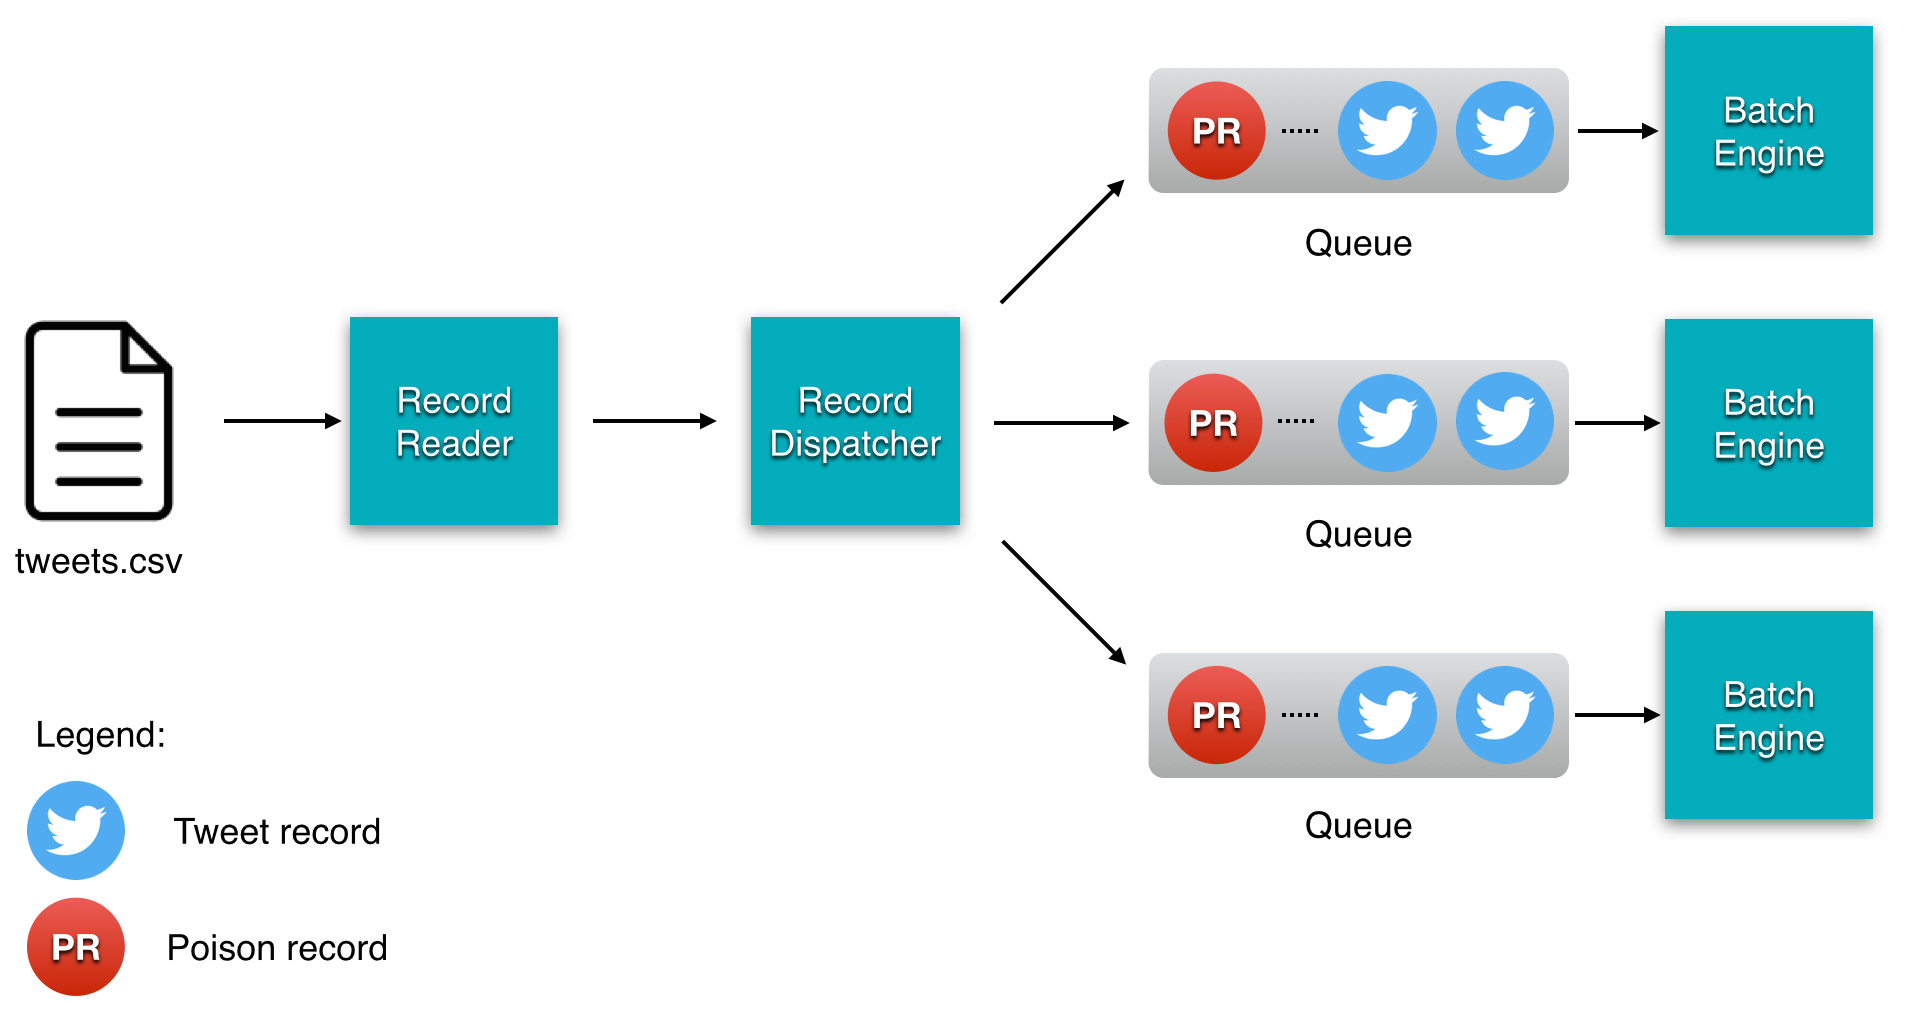 PR
Batch
Engine
Queue
Record
Reader
Record
Dispatcher
PR
Batch
Engine
Queue
tweets.csv
PR
Batch
Engine
Queue
Legend:
Tweet record
PR
Poison record